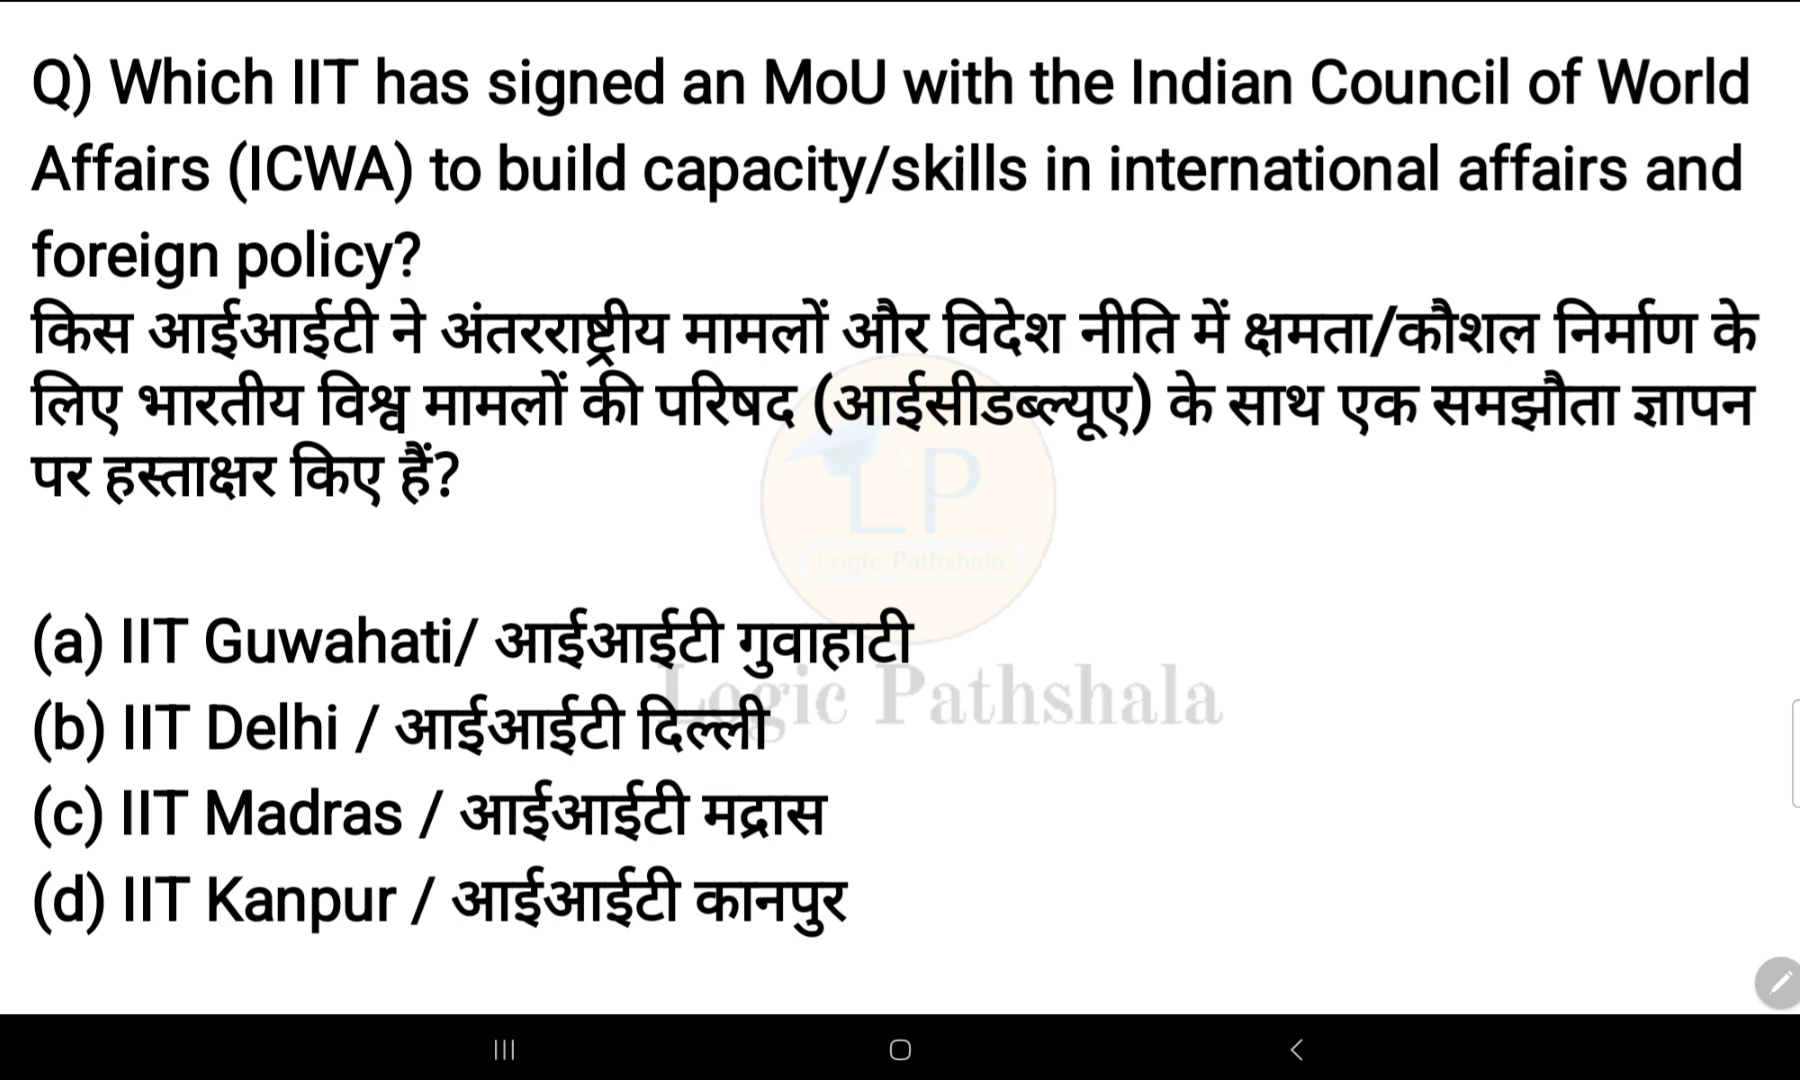 Q) Which IIT has signed an MoU with the Indian Council of World
Affairs (ICWA) to build capacity/skills in international affairs and
foreign policy?
किस आईआईटी ने अंतरराष्ट्रीय मामलों और विदेश नीति में क्षमता/कौशल निर्माण के
लिए भारतीय विश्व मामलों की परिषद (आईसीडब्ल्यूए) के साथ एक समझौता ज्ञापन
पर हस्ताक्षर किए हैं?
LP
Logic Pathshala
(a) IIT Guwahati/ आईआईटी गुवाहाटी
Logic Pathshala
(b) IIT Delhi / आईआईटी दिल्ली
(c) IIT Madras / आईआईटी मद्रास
(d) IIT Kanpur / आईआईटी कानपुर